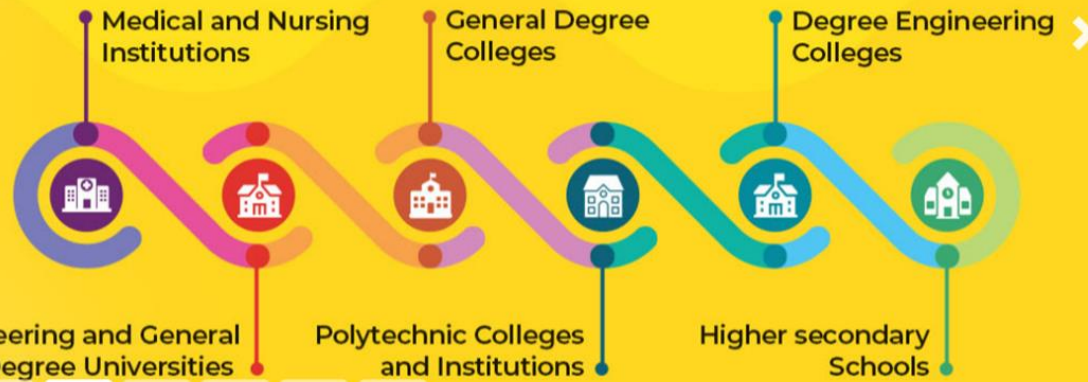 Medical and Nursing
Institutions
General Degree
Colleges
Degree Engineering
Colleges
eering and General
egree Universities
Polytechnic Colleges
and Institutions
Higher secondary
Schools